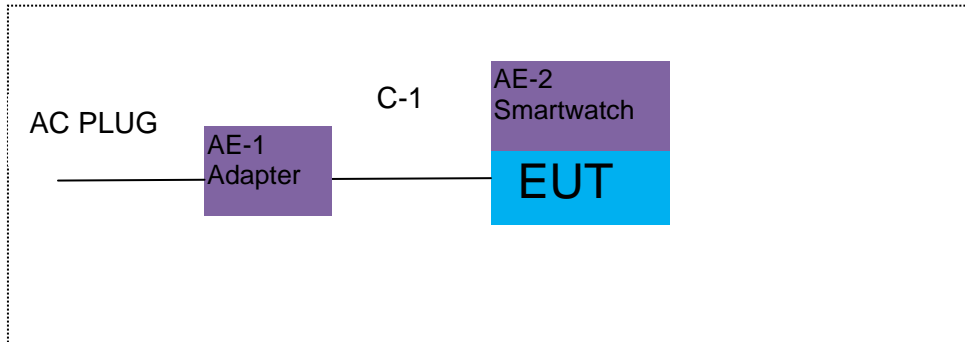 AC PLUG
AE-1
Adapter
C-1
AE-2
Smartwatch
EUT